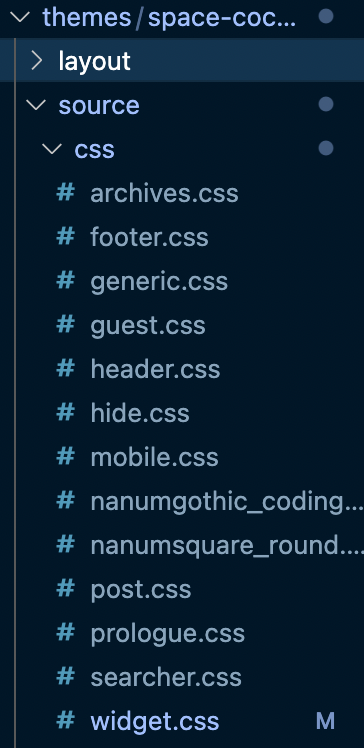 themes/space-coc...
layout
source
css
# archives.css
# footer.css
# generic.css
# guest.css
# header.css
# hide.css
# mobile.css
# nanumgothic_coding...
# nanumsquare_round....
# post.css
# prologue.css
# searcher.css
# widget.css M